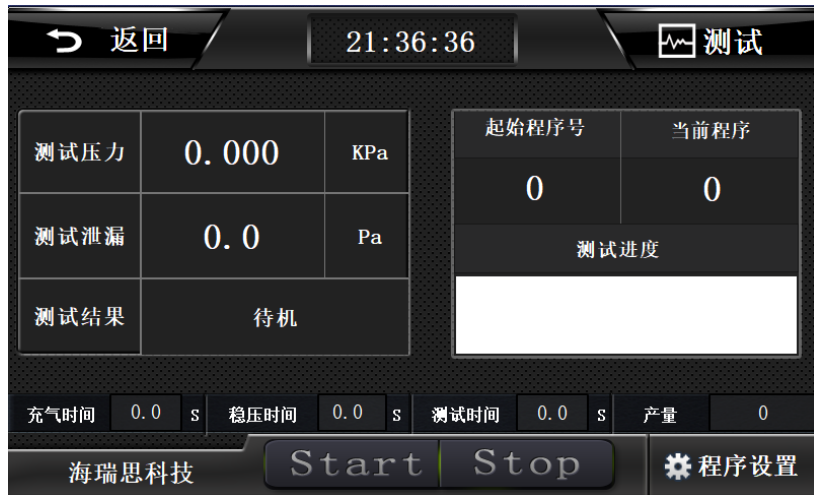 返回 21:36:36 测试
起始程序号 当前程序
测试压力 0.000 KPa
0 0
测试泄漏 0.0 Pa
测试进度
测试结果 待机
充气时间 0.0 S 稳压时间 0.0 S 测试时间 0.0 S 产量 0
海瑞思科技 Start Stop 程序设置